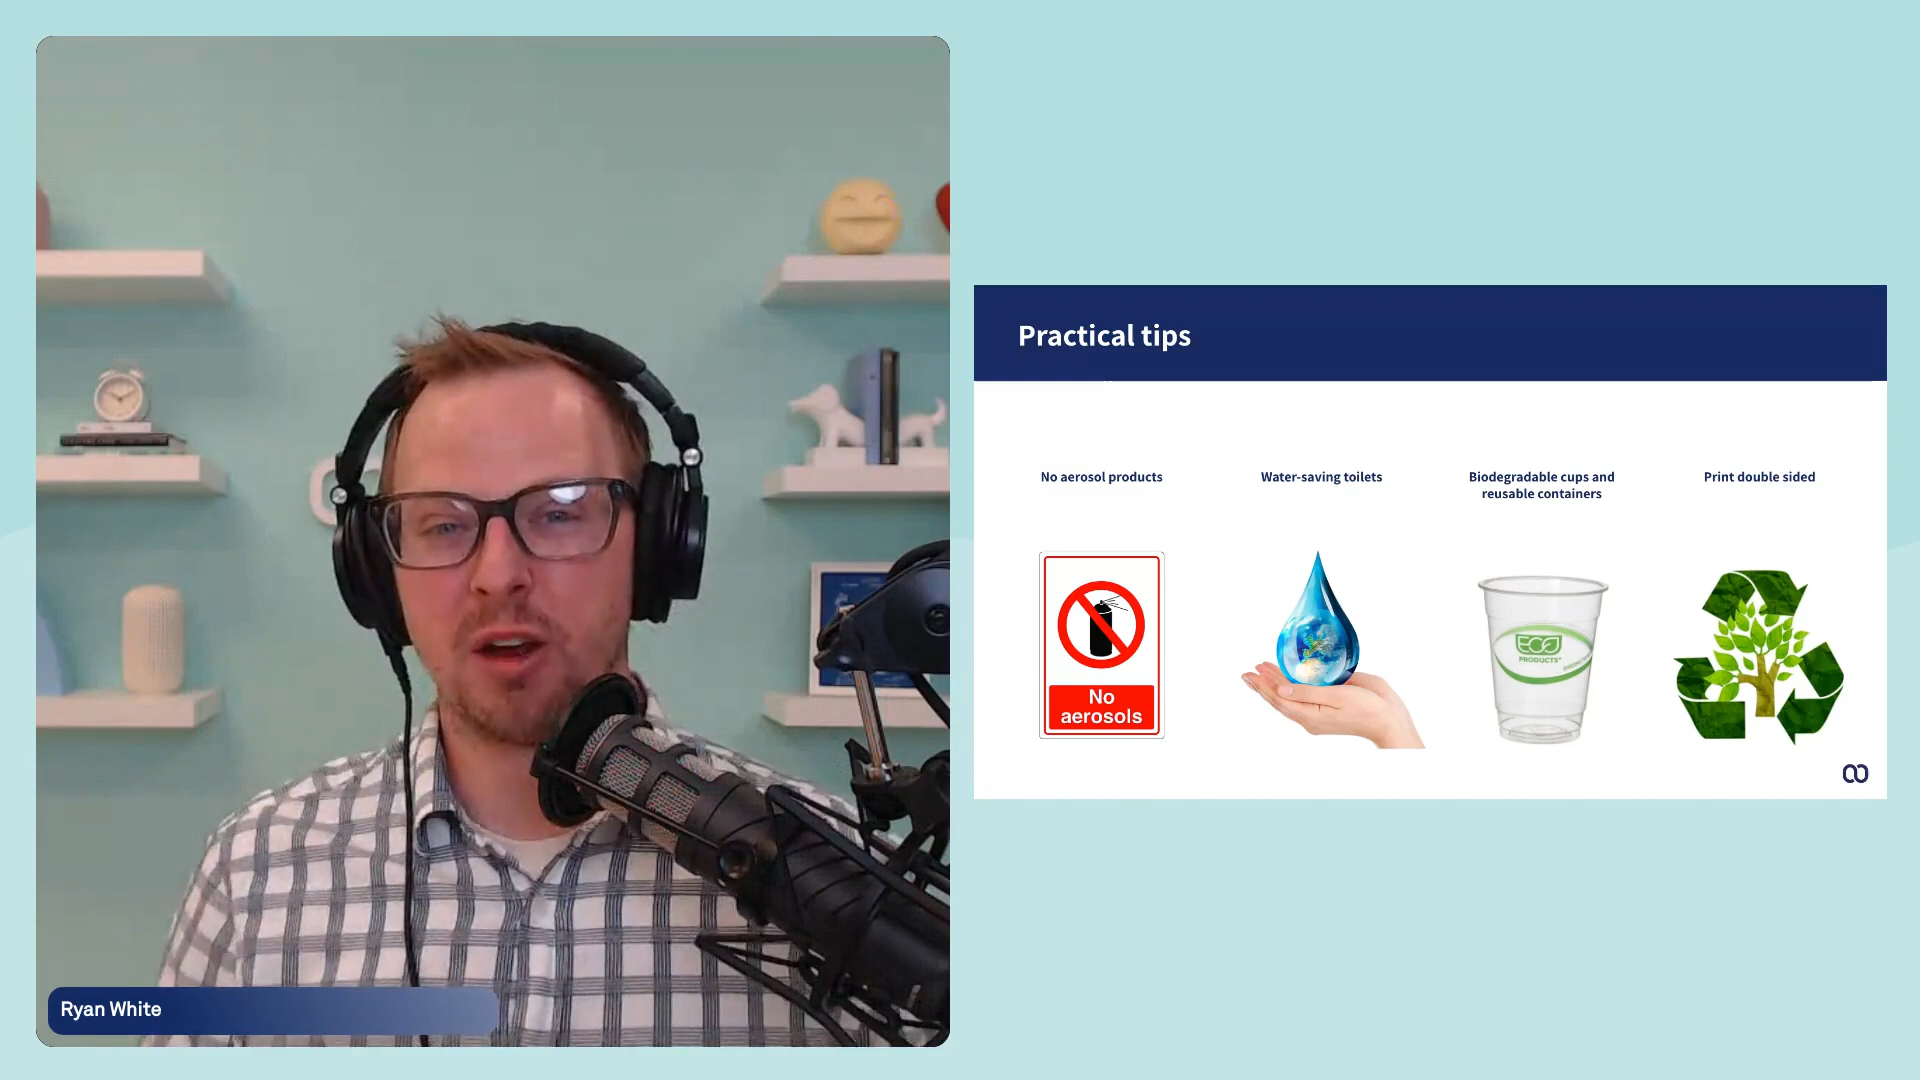 Ryan White
Practical tips
No aerosol products
Water-saving toilets
Biodegradable cups and
reusable containers
Print double sided
No
aerosols
ECO
PRODUCTS